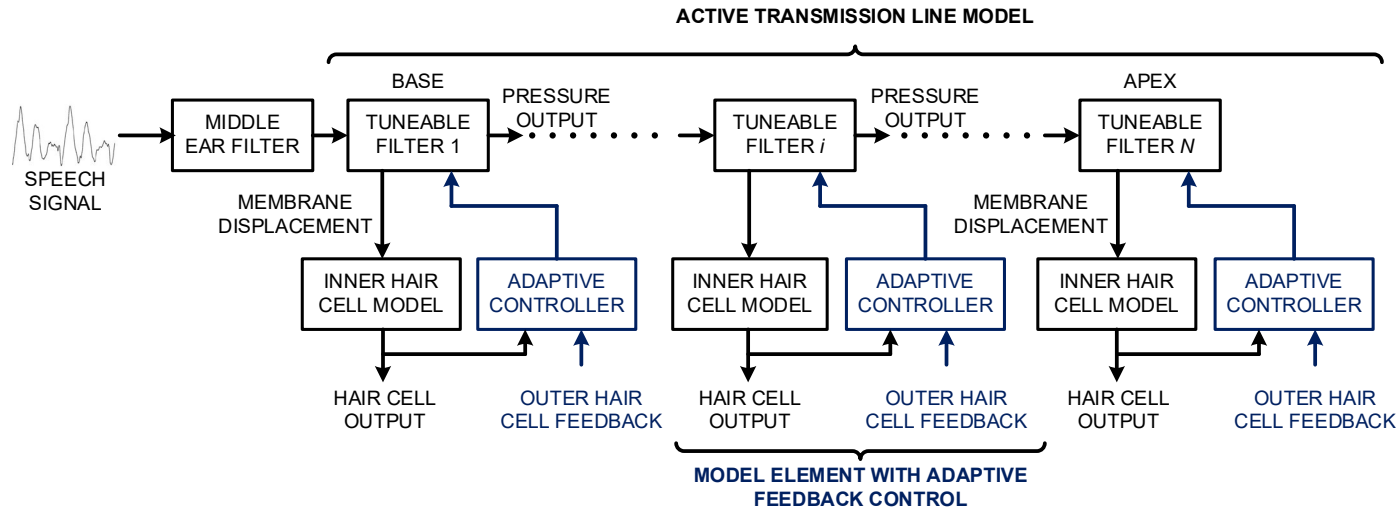 ACTIVE TRANSMISSION LINE MODEL
BASE
APEX
SPEECH
SIGNAL
MIDDLE
EAR FILTER
TUNEABLE
FILTER 1
PRESSURE
OUTPUT
TUNEABLE
FILTER i
PRESSURE
OUTPUT
TUNEABLE
FILTER N
MEMBRANE
DISPLACEMENT
MEMBRANE
DISPLACEMENT
INNER HAIR
CELL MODEL
ADAPTIVE
CONTROLLER
INNER HAIR
CELL MODEL
ADAPTIVE
CONTROLLER
INNER HAIR
CELL MODEL
ADAPTIVE
CONTROLLER
HAIR CELL
OUTPUT
OUTER HAIR
CELL FEEDBACK
HAIR CELL
OUTPUT
OUTER HAIR
CELL FEEDBACK
HAIR CELL
OUTPUT
OUTER HAIR
CELL FEEDBACK
MODEL ELEMENT WITH ADAPTIVE
FEEDBACK CONTROL